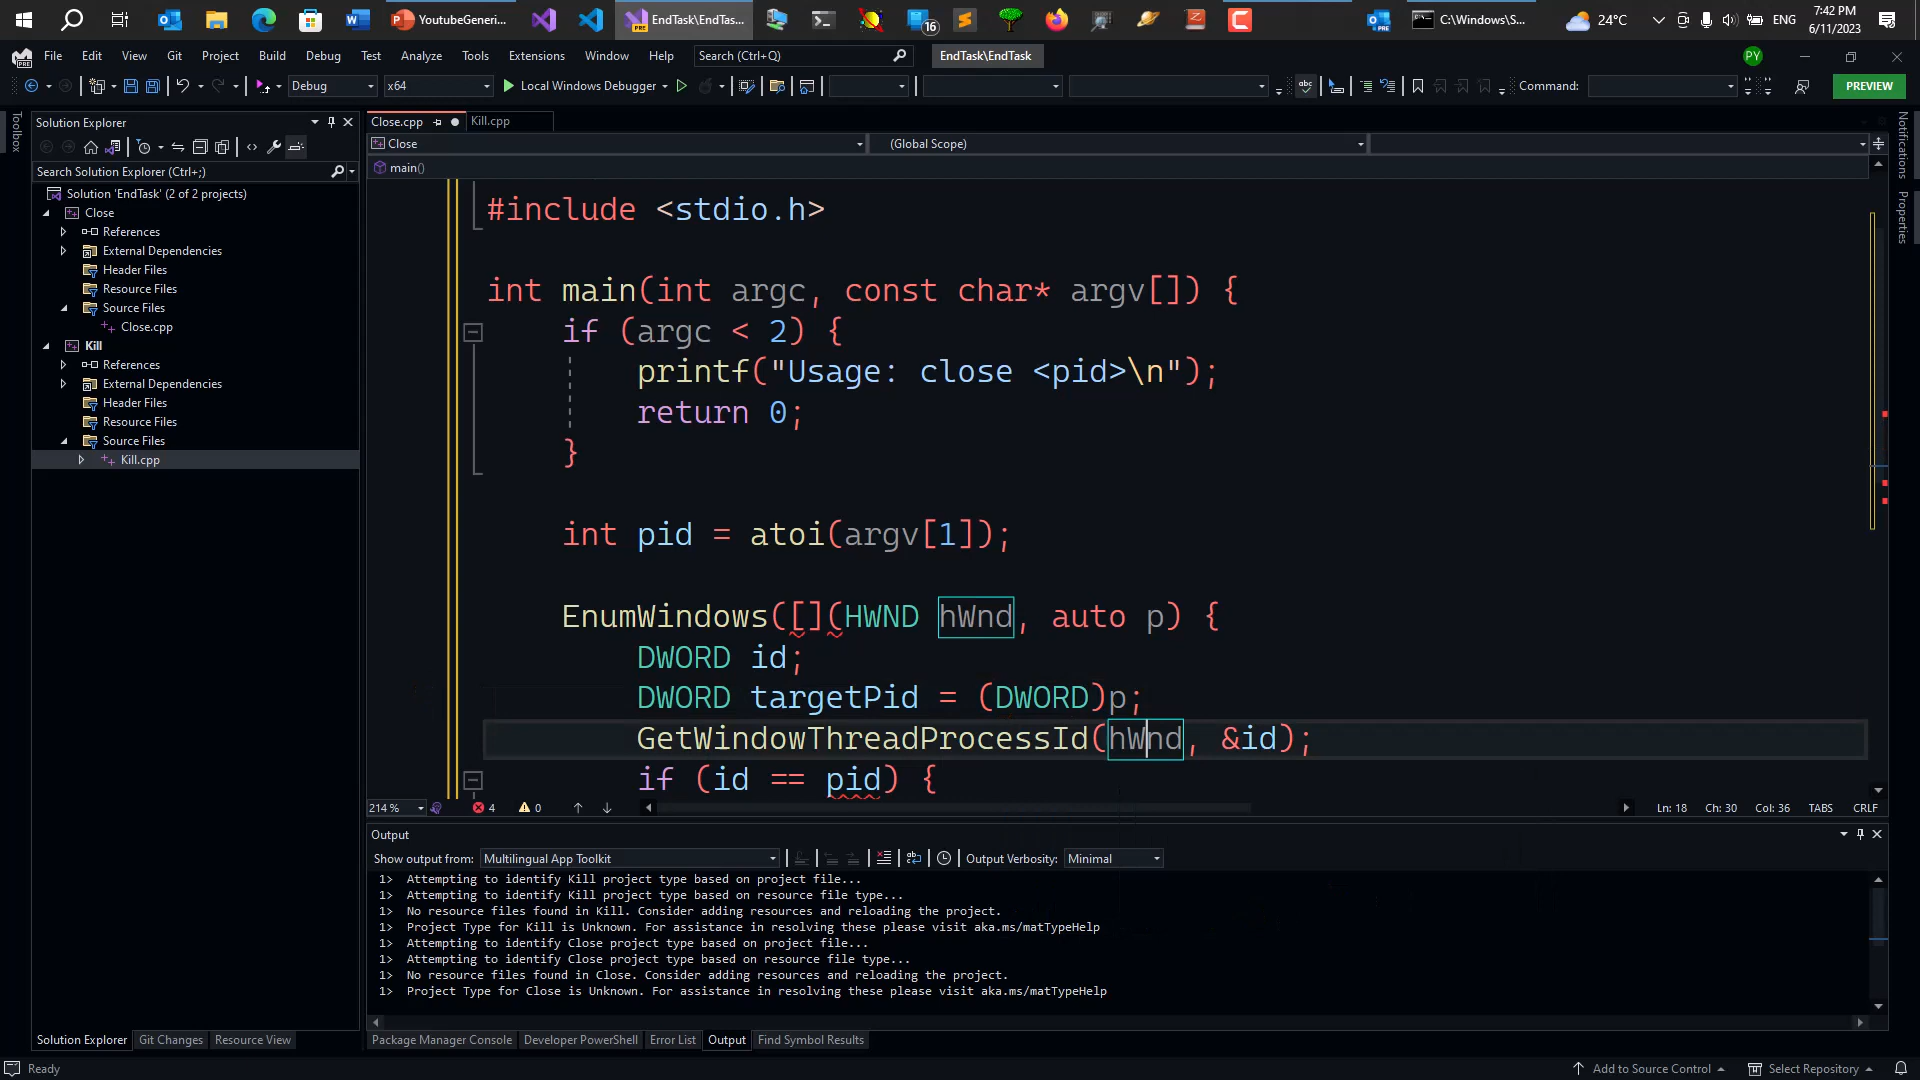 YoutubeGeneri...
EndTask\EndTas...
16
C:\Windows\S...
24°C
ENG
7:42 PM
6/11/2023
File Edit View Git Project Build Debug Test Analyze Tools Extensions Window Help
Search (Ctrl+Q)
EndTask\EndTask
PY
Debug
x64
Local Windows Debugger
Command:
PREVIEW
Toolbox
Solution Explorer
Search Solution Explorer (Ctrl+;)
Solution 'EndTask' (2 of 2 projects)
Close
References
External Dependencies
Header Files
Resource Files
Source Files
Close.cpp
Kill
References
External Dependencies
Header Files
Resource Files
Source Files
Kill.cpp
Solution Explorer
Git Changes
Resource View
Close.cpp
Kill.cpp
Close
(Global Scope)
main()
#include <stdio.h>
int main(int argc, const char* argv[]) {
if (argc < 2) {
printf("Usage: close <pid>\n");
return 0;
}
int pid = atoi(argv[1]);
EnumWindows([](HWND hWnd, auto p) {
DWORD id;
DWORD targetPid = (DWORD)p;
GetWindowThreadProcessId(hWnd, &id);
if (id == pid) {
214 %
4
0
Ln: 18
Ch: 30
Col: 36
TABS
CRLF
Notifications
Properties
Output
Show output from:
Multilingual App Toolkit
Output Verbosity:
Minimal
1> Attempting to identify Kill project type based on project file...
1> Attempting to identify Kill project type based on resource file type...
1> No resource files found in Kill. Consider adding resources and reloading the project.
1> Project Type for Kill is Unknown. For assistance in resolving these please visit aka.ms/matTypeHelp
1> Attempting to identify Close project type based on project file...
1> Attempting to identify Close project type based on resource file type...
1> No resource files found in Close. Consider adding resources and reloading the project.
1> Project Type for Close is Unknown. For assistance in resolving these please visit aka.ms/matTypeHelp
Package Manager Console
Developer PowerShell
Error List
Output
Find Symbol Results
Ready
Add to Source Control
Select Repository